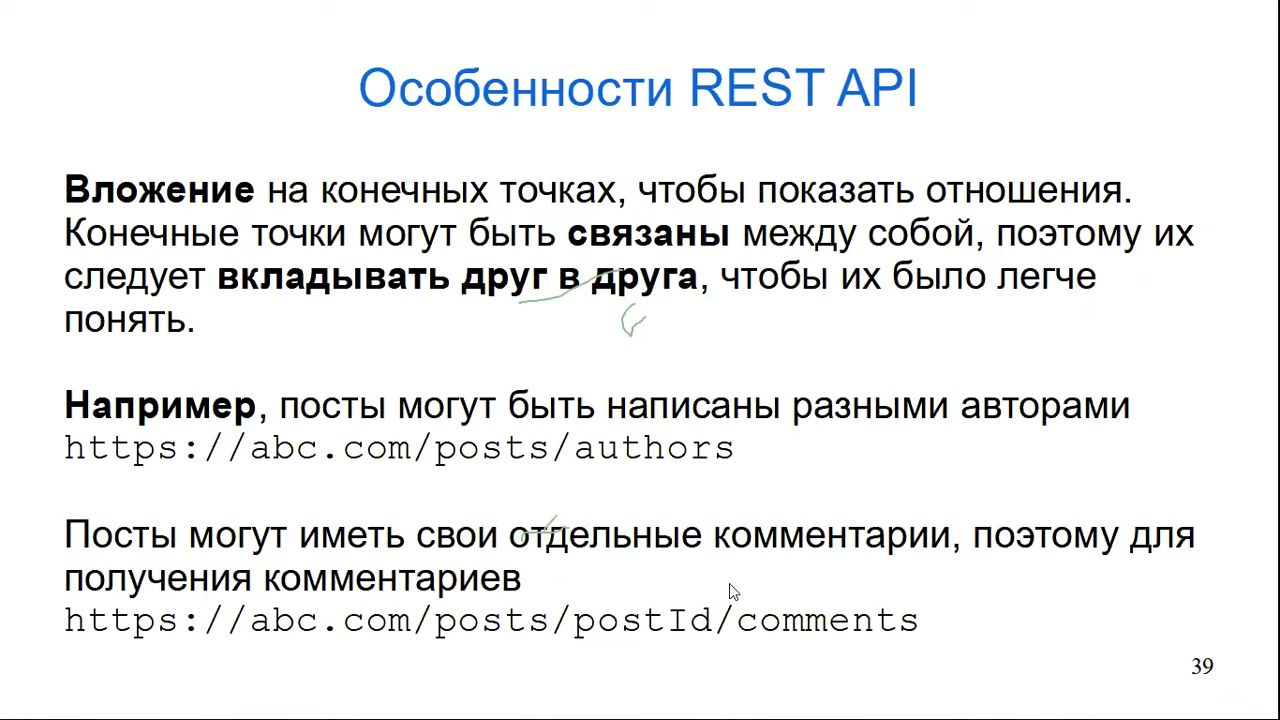 Особенности REST API
Вложение на конечных точках, чтобы показать отношения.
Конечные точки могут быть связаны между собой, поэтому их
следует вкладывать друг в друга, чтобы их было легче
понять.
Например, посты могут быть написаны разными авторами
https://abc.com/posts/authors
Посты могут иметь свои отдельные комментарии, поэтому для
получения комментариев
https://abc.com/posts/postId/comments
39